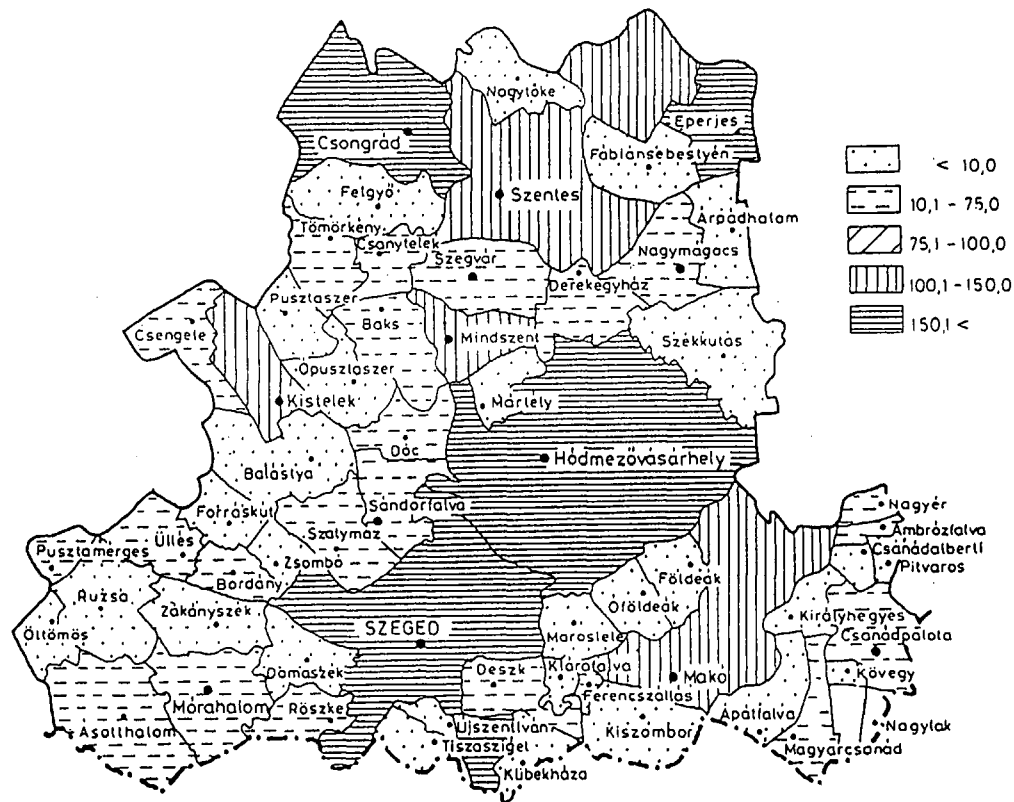 Nagytőke
Eperjes
Csongrád
Fábiánsebestyén
< 10,0
Felgyő
Szentes
10,1 - 75,0
Árpádhalom
Tömörkény
Csanytelek
75,1 - 100,0
Szegvár
Nagymágocs
Derekegyház
100,1 - 150,0
Pusztaszer
Baks
150,1 <
Csengele
Mindszent
Székkutas
Ópusztaszer
Kistelek
Mártély
Dóc
Hódmezővásárhely
Balástya
Sándorfalva
Nagyér
Forráskút
Szatymaz
Ambrózfalva
Üllés
Csanádalberti
Pusztamérges
Zsombó
Pitvaros
Bordány
Földeák
Ruzsa
Óföldeák
Zákányszék
Királyhegyes
Öttömös
SZEGED
Maroslele
Csanádpalota
Domaszék
Deszk
Klárafalva
Makó
Kövegy
Mórahalom
Röszke
Ferencszállás
Apátfalva
Ásotthalom
Újszentiván
Kiszombor
Nagylak
Tiszasziget
Magyarcsanád
Kübekháza